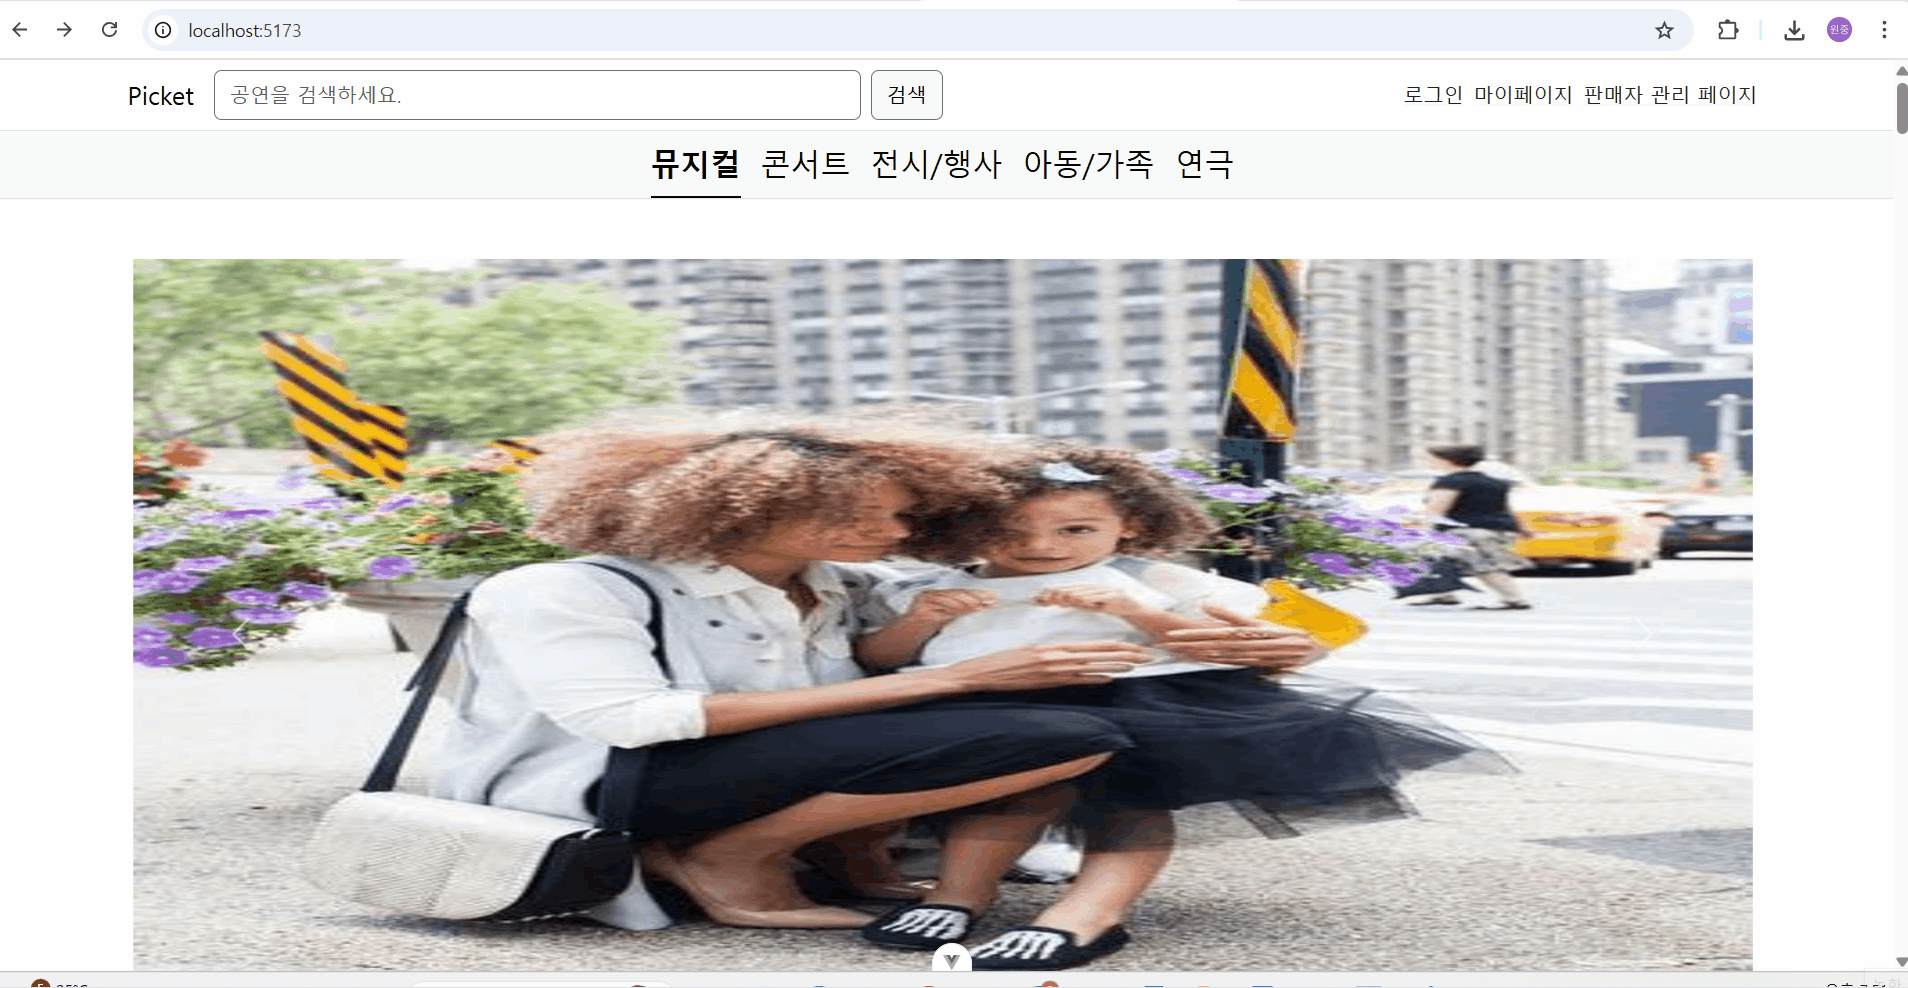 localhost:5173
원중
Picket 공연을 검색하세요. 검색 로그인 마이페이지 판매자 관리 페이지
뮤지컬 콘서트 전시/행사 아동/가족 연극